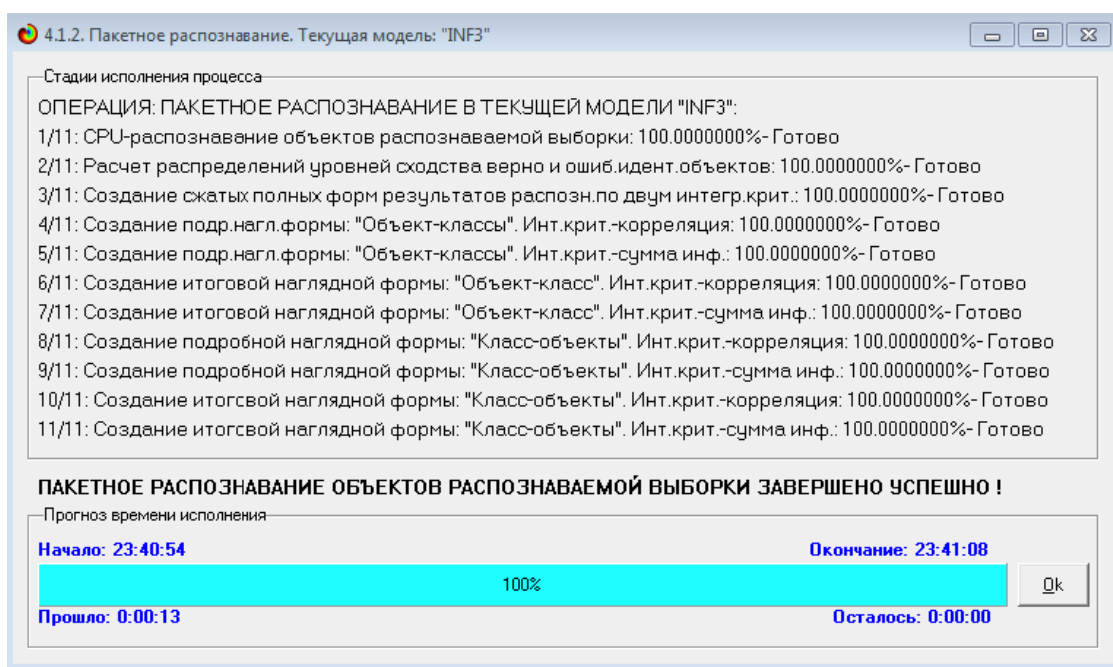 4.1.2. Пакетное распознавание. Текущая модель: "INF3"
Стадии исполнения процесса
ОПЕРАЦИЯ: ПАКЕТНОЕ РАСПОЗНАВАНИЕ В ТЕКУЩЕЙ МОДЕЛИ "INF3":
1/11: CPU-распознавание объектов распознаваемой выборки: 100.0000000%- Готово
2/11: Расчет распределений уровней сходства верно и ошиб.идент.объектов: 100.0000000%- Готово
3/11: Создание сжатых полных форм результатов распозн.по двум интегр.крит.: 100.0000000%- Готово
4/11: Создание подр.нагл.формы: "Объект-классы". Инт.крит.-корреляция: 100.0000000%- Готово
5/11: Создание подр.нагл.формы: "Объект-классы". Инт.крит.-сумма инф.: 100.0000000%- Готово
6/11: Создание итоговой наглядной формы: "Объект-класс". Инт.крит.-корреляция: 100.0000000%- Готово
7/11: Создание итоговой наглядной формы: "Объект-класс". Инт.крит.-сумма инф.: 100.0000000%- Готово
8/11: Создание подробной наглядной формы: "Класс-объекты". Инт.крит.-корреляция: 100.0000000%- Готово
9/11: Создание подробной наглядной формы: "Класс-объекты". Инт.крит.-сумма инф.: 100.0000000%- Готово
10/11: Создание итогсвой наглядной формы: "Класс-объекты". Инт.крит.-корреляция: 100.0000000%- Готово
11/11: Создание итогсвой наглядной формы: "Класс-объекты". Инт.крит.-сумма инф.: 100.0000000%- Готово
ПАКЕТНОЕ РАСПОЗНАВАНИЕ ОБЪЕКТОВ РАСПОЗНАВАЕМОЙ ВЫБОРКИ ЗАВЕРШЕНО УСПЕШНО !
Прогноз времени исполнения
Начало: 23:40:54 Окончание: 23:41:08
100% Ok
Прошло: 0:00:13 Осталось: 0:00:00